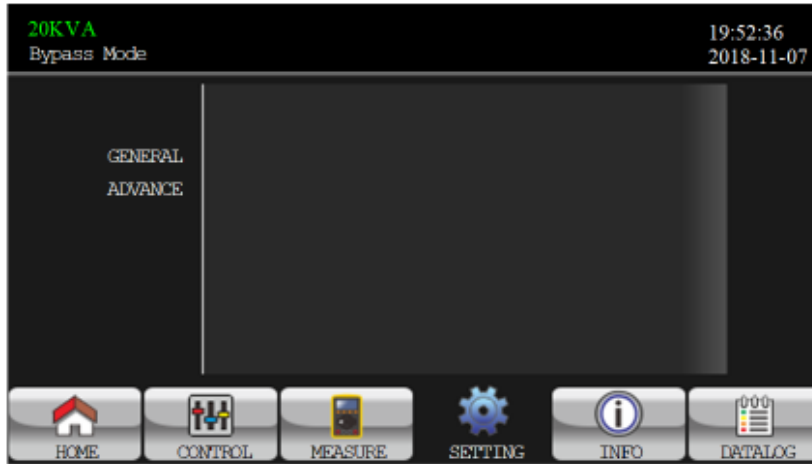 20KVA
Bypass Mode
19:52:36
2018-11-07
GENERAL
ADVANCE
HOME
CONTROL
MEASURE
SETTING
INFO
DATALOG